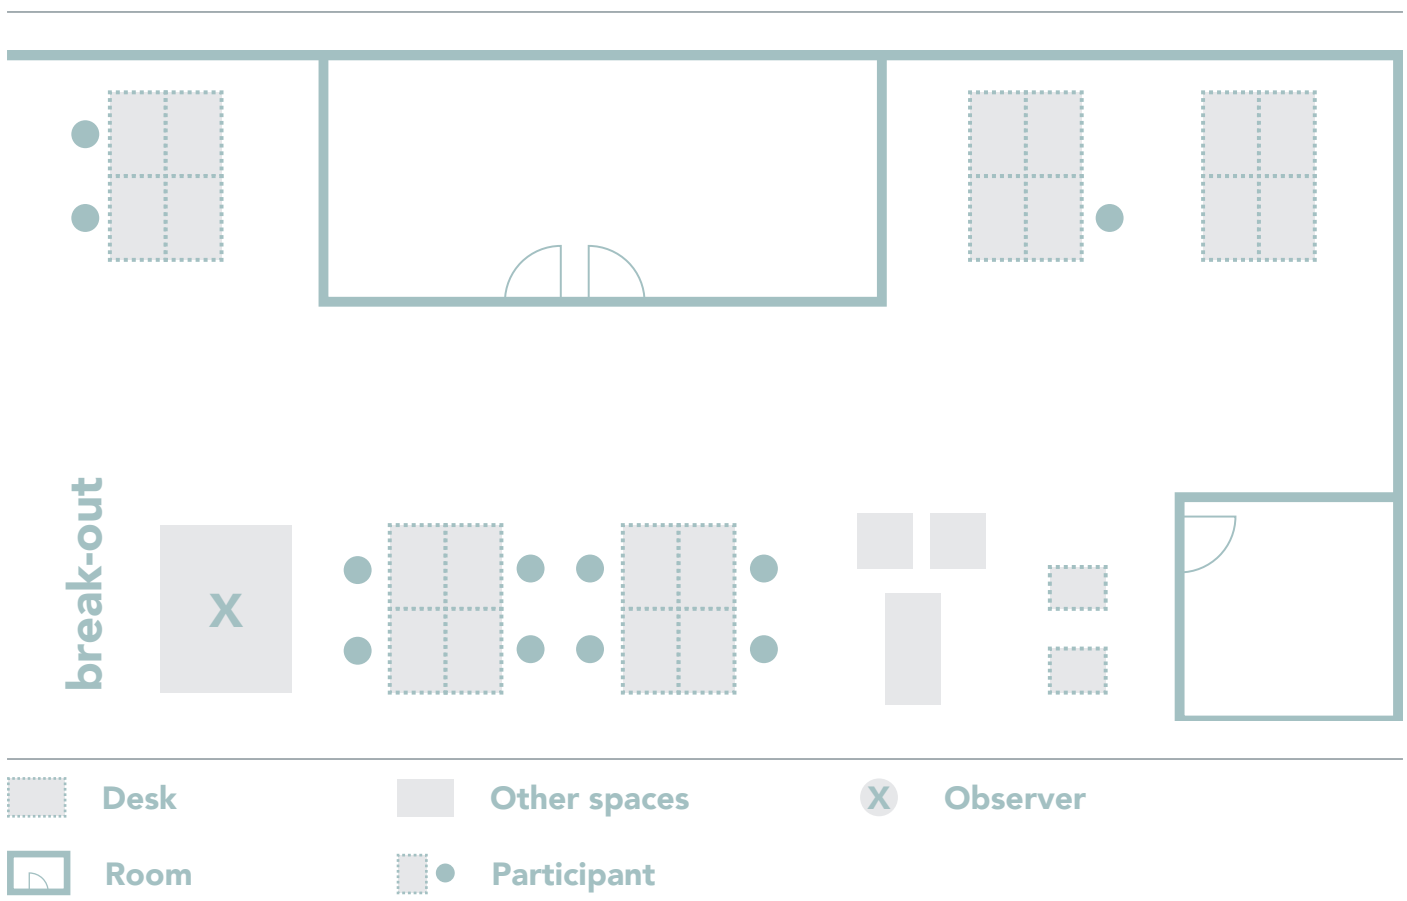 break-out
X
Desk
Other spaces
X
Observer
Room
Participant